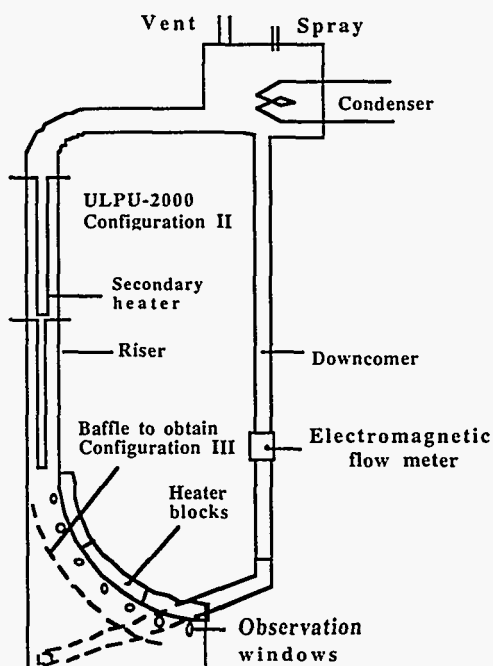 Vent
Spray
Condenser
ULPU-2000
Configuration II
Secondary
heater
Riser
Downcomer
Baffle to obtain
Configuration III
Electromagnetic
flow meter
Heater
blocks
Observation
windows